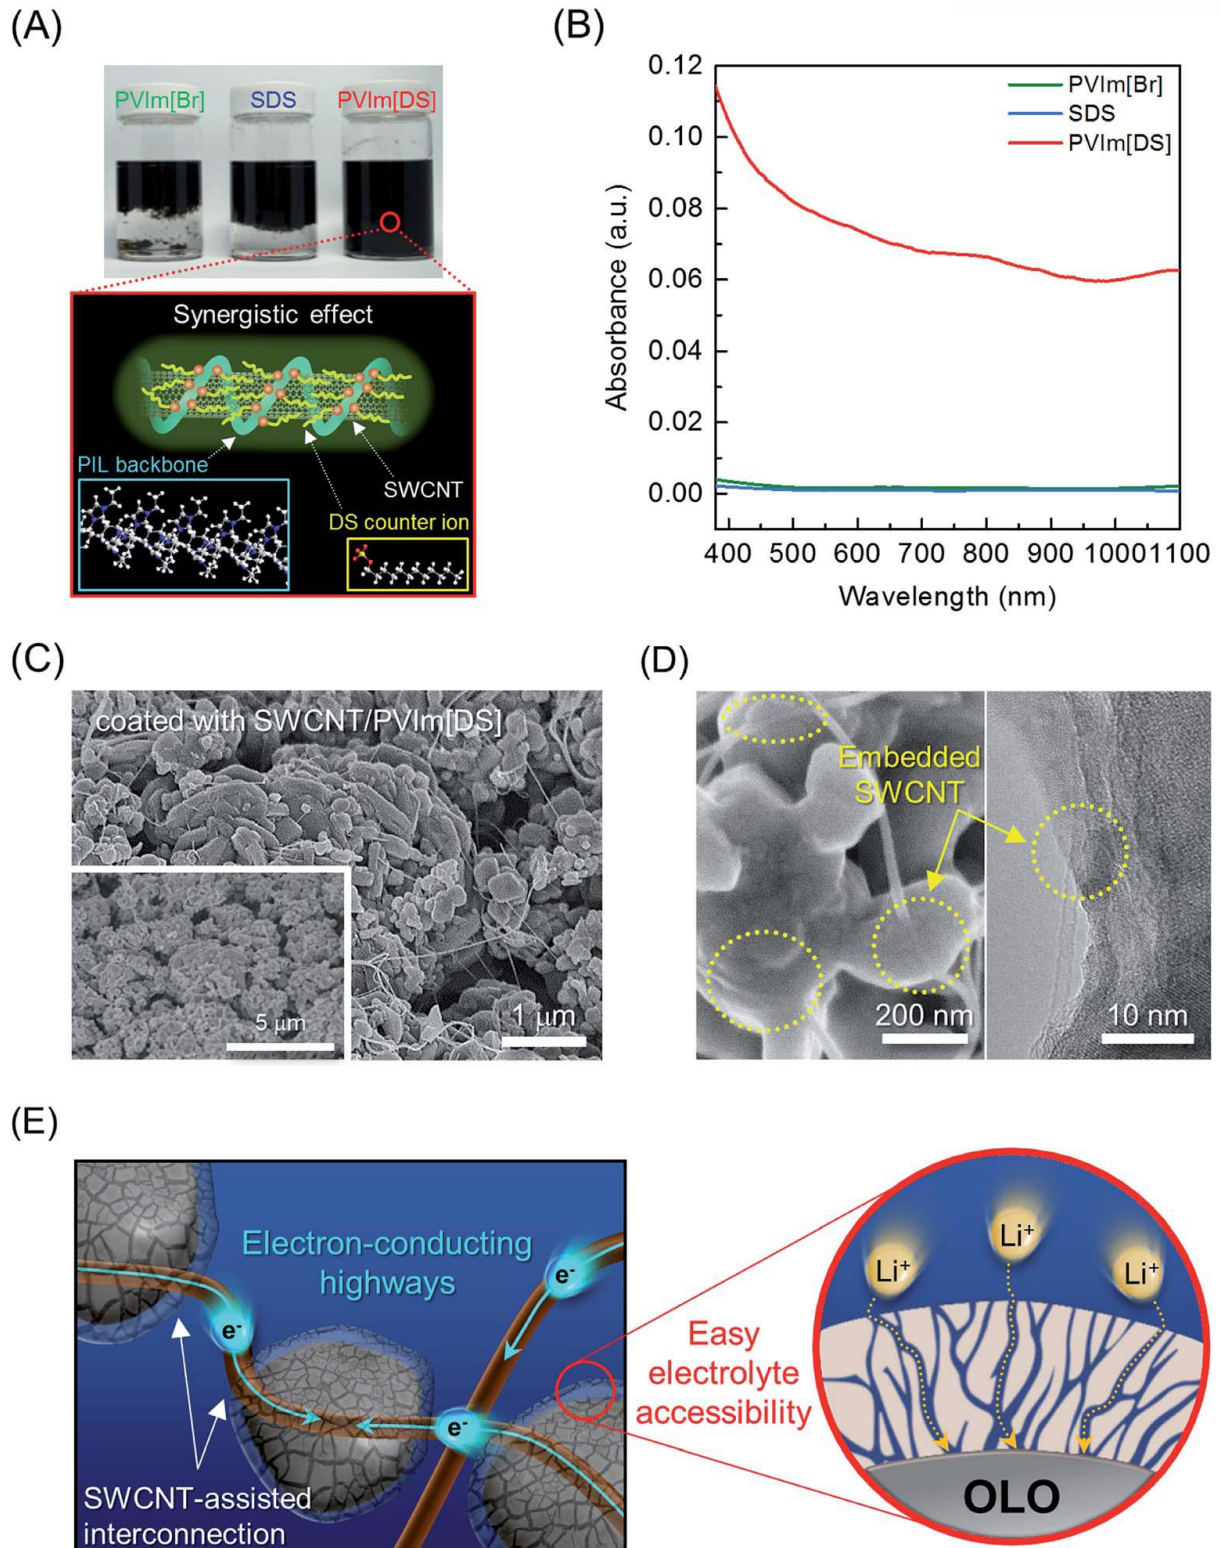 (A)
PVIm[Br] SDS PVIm[DS]
Synergistic effect
PIL backbone
SWCNT
DS counter ion
(B)
0.12
0.10
0.08
0.06
0.04
0.02
0.00
Absorbance (a.u.)
PVIm[Br]
SDS
PVIm[DS]
400 500 600 700 800 900 1000 1100
Wavelength (nm)
(C)
coated with SWCNT/PVIm[DS]
5 μm
1 μm
(D)
Embedded
SWCNT
200 nm
10 nm
(E)
Electron-conducting
highways
e-
e-
e-
SWCNT-assisted
interconnection
Easy
electrolyte
accessibility
Li+
Li+
Li+
OLO